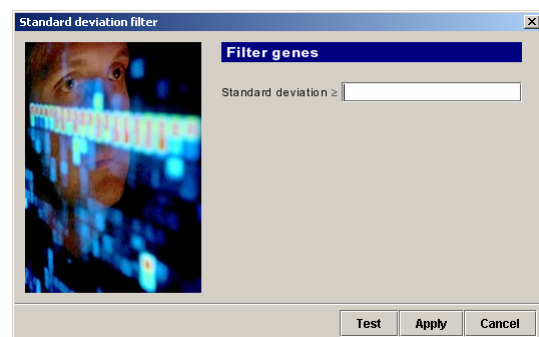 Standard deviation filter
Filter genes
Standard deviation ≥
Test Apply Cancel